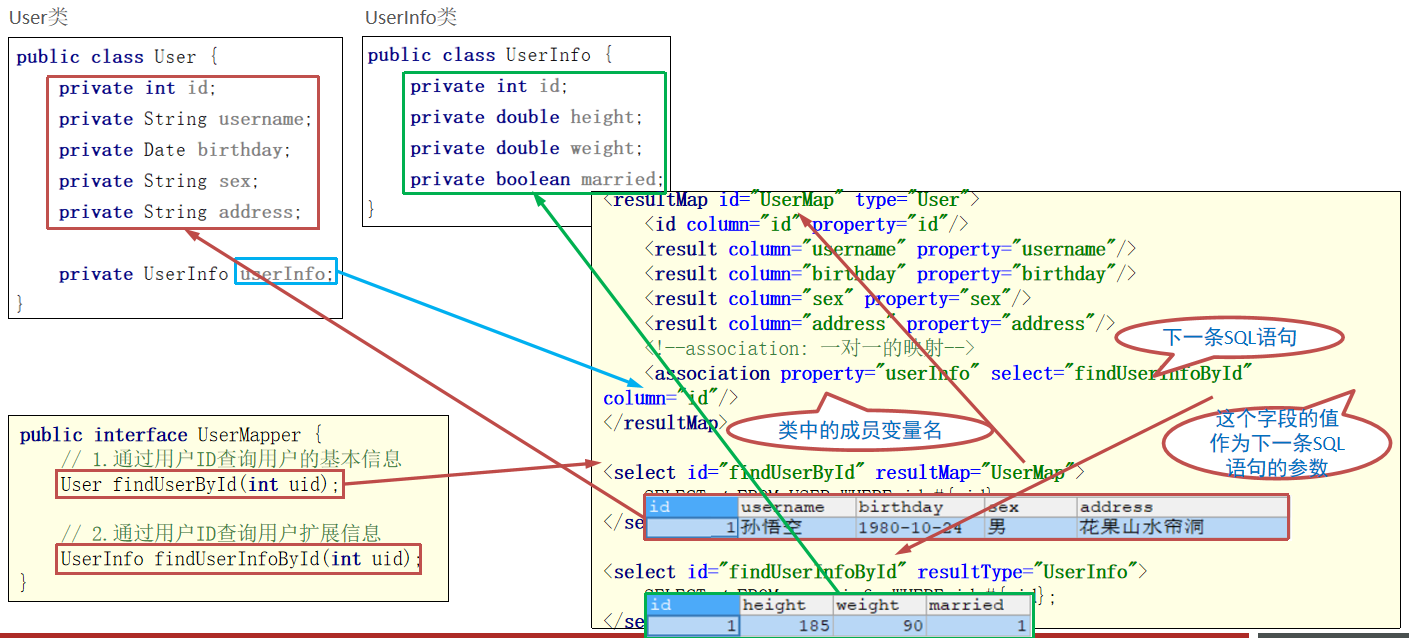 User类
public class User {
private int id;
private String username;
private Date birthday;
private String sex;
private String address;
private UserInfo userInfo;
}
UserInfo类
public class UserInfo {
private int id;
private double height;
private double weight;
private boolean married;
}
<resultMap id="UserMap" type="User">
<id column="id" property="id"/>
<result column="username" property="username"/>
<result column="birthday" property="birthday"/>
<result column="sex" property="sex"/>
<result column="address" property="address"/>
<!--association: 一对一的映射-->
<association property="userInfo" select="findUserInfoById"
column="id"/>
</resultMap>
下一条SQL语句
类中的成员变量名
这个字段的值
作为下一条SQL
语句的参数
public interface UserMapper {
// 1.通过用户ID查询用户的基本信息
User findUserById(int uid);
// 2.通过用户ID查询用户扩展信息
UserInfo findUserInfoById(int uid);
}
<select id="findUserById" resultMap="UserMap">
id username birthday sex address
1 孙悟空 1980-10-24 男 花果山水帘洞
</se
<select id="findUserInfoById" resultType="UserInfo">
};
id height weight married
1 185 90 1
</se